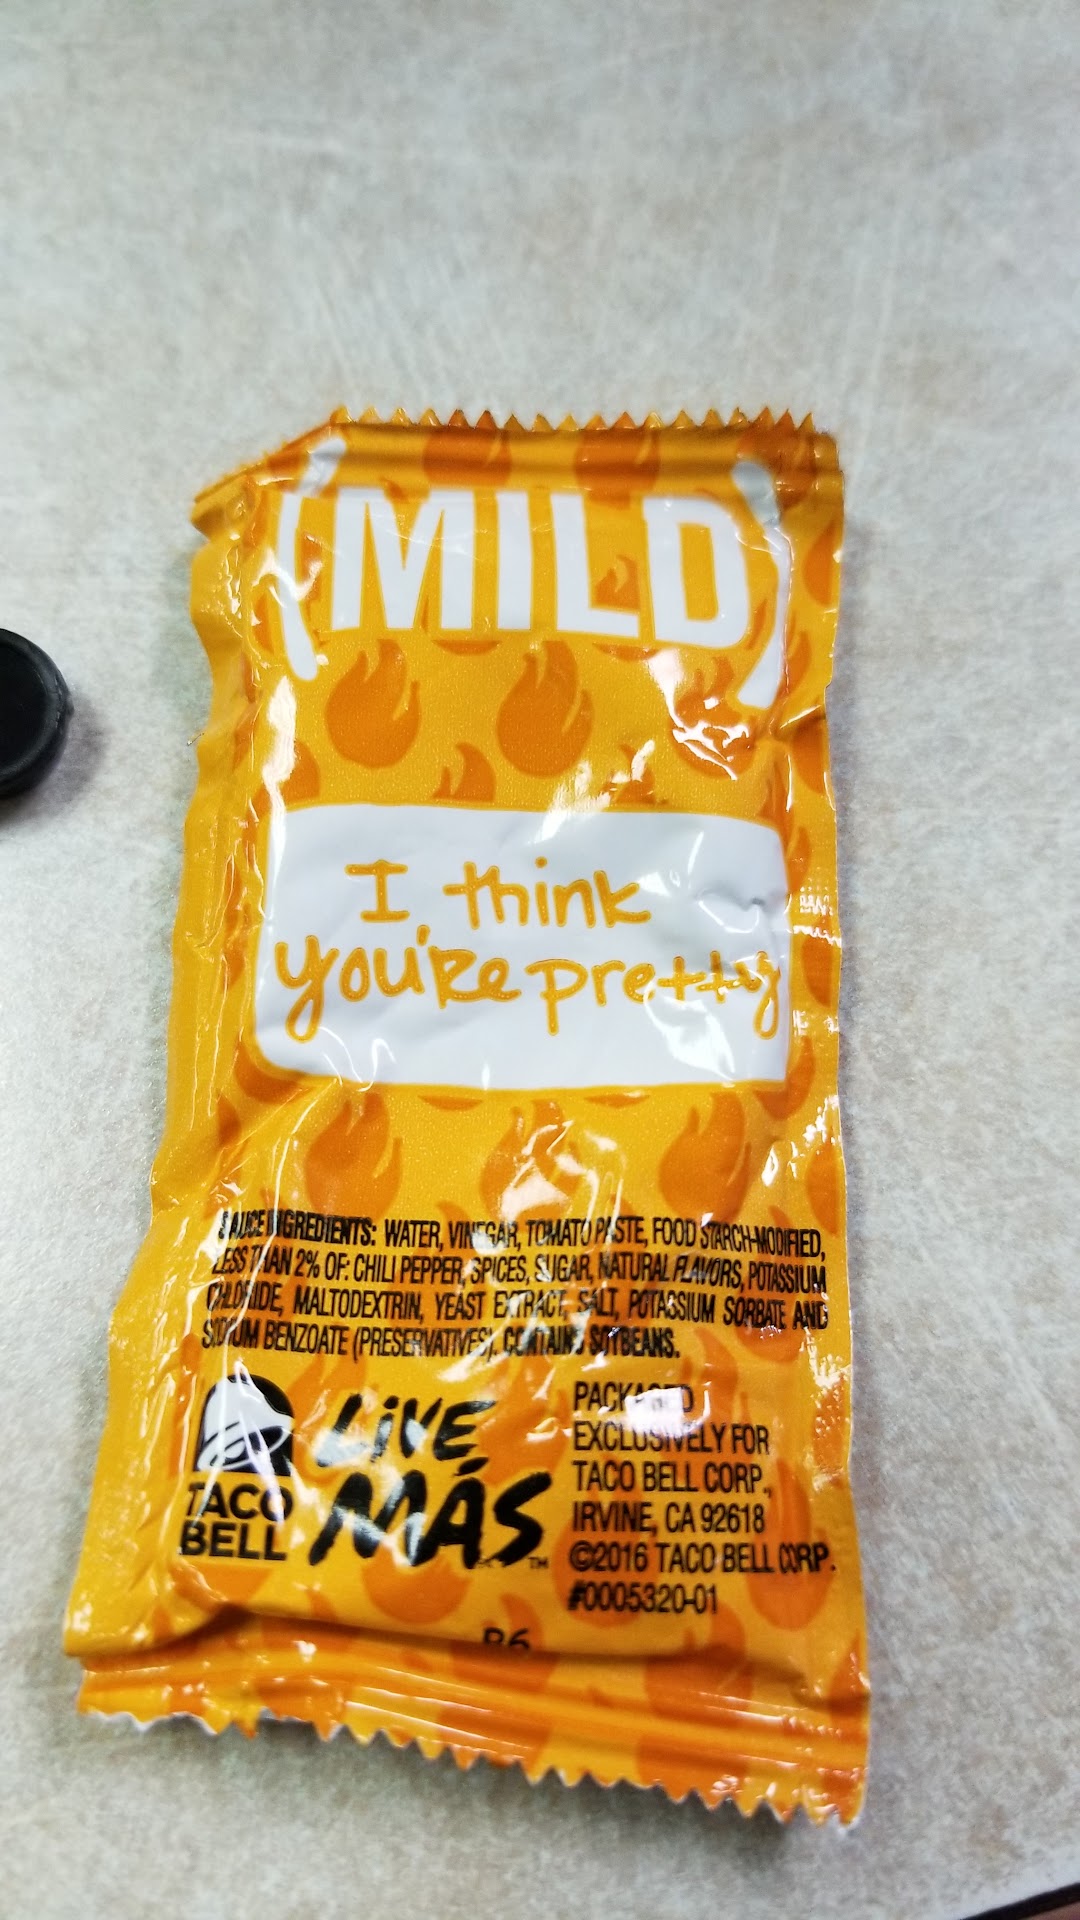 (MILD)
I think
you're pretty
SAUCE INGREDIENTS: WATER, VINEGAR, TOMATO PASTE, FOOD STARCH-MODIFIED,
LESS THAN 2% OF: CHILI PEPPER, SPICES, SUGAR, NATURAL FLAVORS, POTASSIUM
CHLORIDE, MALTODEXTRIN, YEAST EXTRACT, SALT, POTASSIUM SORBATE AND
SODIUM BENZOATE (PRESERVATIVES). CONTAINS SOYBEANS.
TACO
BELL
LIVE
MÁS™
PACKAGED
EXCLUSIVELY FOR
TACO BELL CORP.,
IRVINE, CA 92618
©2016 TACO BELL CORP.
#0005320-01